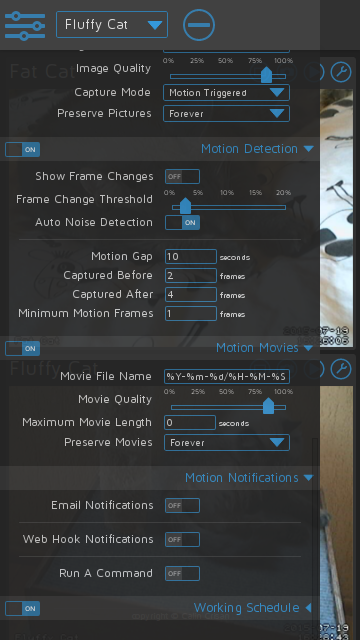 Fluffy Cat
Fat Cat
0% 25% 50% 75% 100%
Image Quality
Capture Mode Motion Triggered
Preserve Pictures Forever
ON Motion Detection
Show Frame Changes OFF
0% 5% 10% 15% 20%
Frame Change Threshold
Auto Noise Detection ON
Motion Gap 10 seconds
Captured Before 2 frames
Captured After 4 frames
Minimum Motion Frames 1 frames
ON Motion Movies
Fluffy Cat
Movie File Name %Y-%m-%d/%H-%M-%S
0% 25% 50% 75% 100%
Movie Quality
Maximum Movie Length 0 seconds
Preserve Movies Forever
Motion Notifications
Email Notifications OFF
Web Hook Notifications OFF
Run A Command OFF
ON Working Schedule